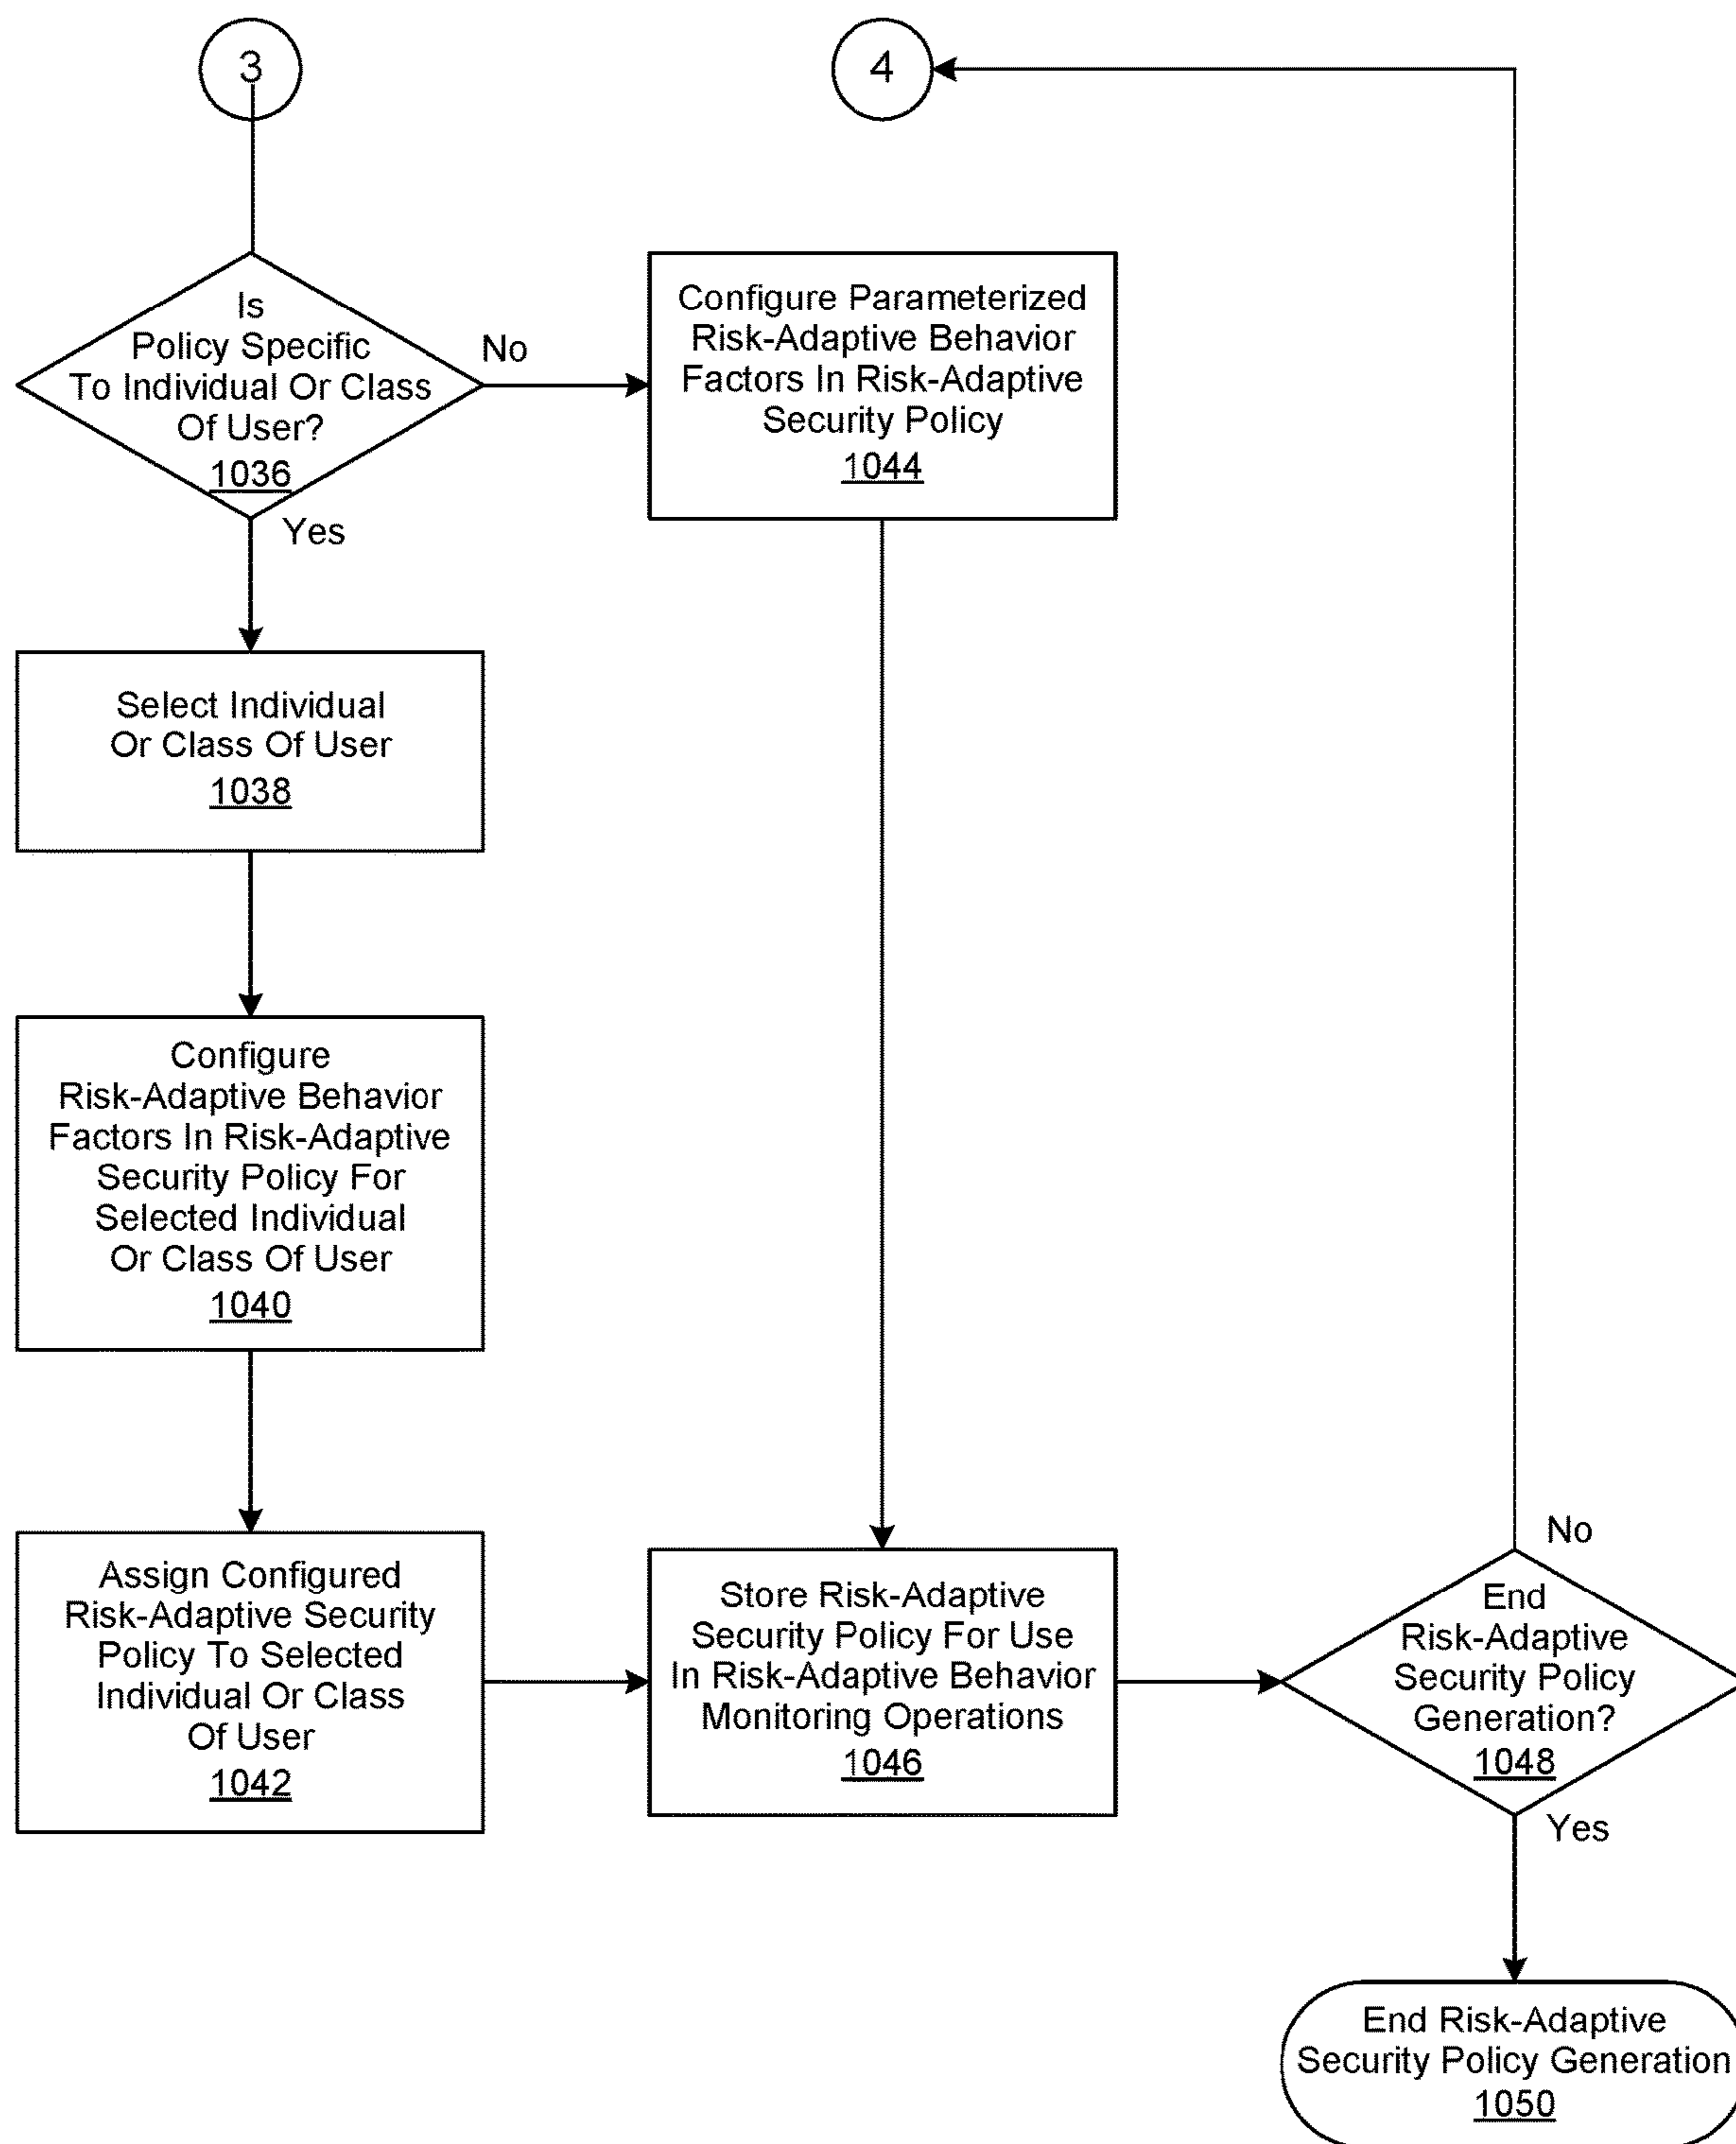 3
4
Is
Policy Specific
To Individual Or Class
Of User?
1036
No
Yes
Configure Parameterized
Risk-Adaptive Behavior
Factors In Risk-Adaptive
Security Policy
1044
Select Individual
Or Class Of User
1038
Configure
Risk-Adaptive Behavior
Factors In Risk-Adaptive
Security Policy For
Selected Individual
Or Class Of User
1040
Assign Configured
Risk-Adaptive Security
Policy To Selected
Individual Or Class
Of User
1042
Store Risk-Adaptive
Security Policy For Use
In Risk-Adaptive Behavior
Monitoring Operations
1046
No
End
Risk-Adaptive
Security Policy
Generation?
1048
Yes
End Risk-Adaptive
Security Policy Generation
1050